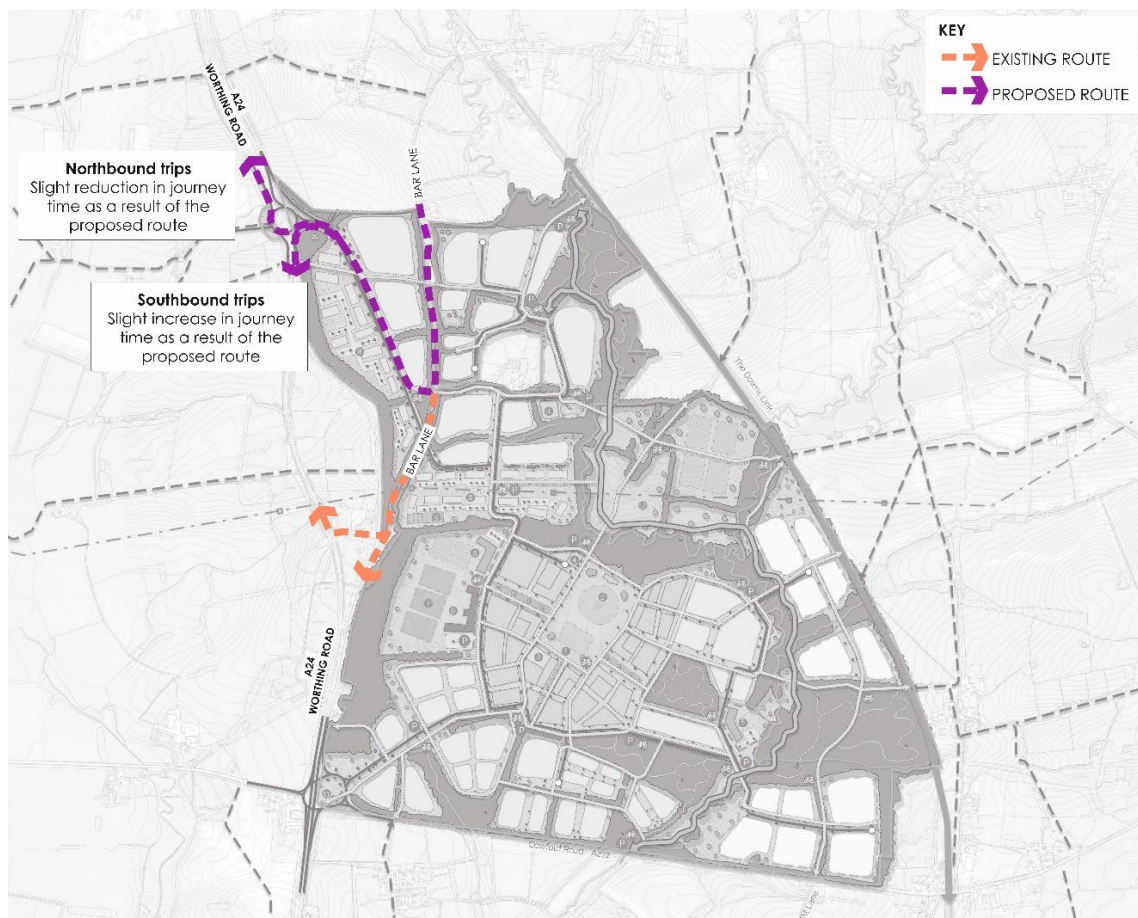 KEY
EXISTING ROUTE
PROPOSED ROUTE
A24
WORTHING ROAD
Northbound trips
Slight reduction in journey
time as a result of the
proposed route
BAR LANE
Southbound trips
Slight increase in journey
time as a result of the
proposed route
The Downs Link
BAR LANE
A24
WORTHING ROAD
Cowfold Road - A272
Lane